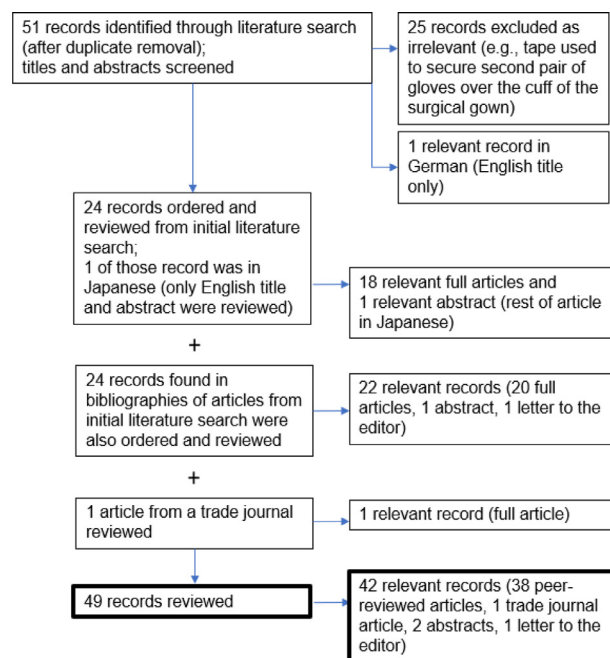 51 records identified through literature search
(after duplicate removal);
titles and abstracts screened
25 records excluded as
irrelevant (e.g., tape used
to secure second pair of
gloves over the cuff of the
surgical gown)
1 relevant record in
German (English title
only)
24 records ordered and
reviewed from initial literature
search;
1 of those record was in
Japanese (only English title
and abstract were reviewed)
18 relevant full articles and
1 relevant abstract (rest of article
in Japanese)
+
24 records found in
bibliographies of articles from
initial literature search were
also ordered and reviewed
22 relevant records (20 full
articles, 1 abstract, 1 letter to the
editor)
+
1 article from a trade journal
reviewed
1 relevant record (full article)
49 records reviewed
42 relevant records (38 peer-
reviewed articles, 1 trade journal
article, 2 abstracts, 1 letter to the
editor)